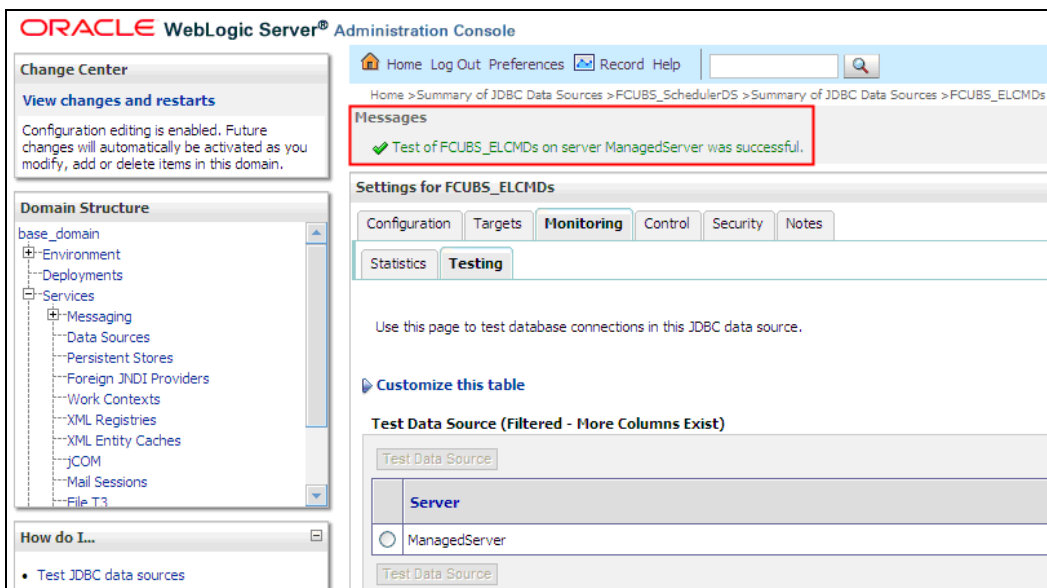 ORACLE WebLogic Server® Administration Console
Change Center
View changes and restarts
Configuration editing is enabled. Future
changes will automatically be activated as you
modify, add or delete items in this domain.
Domain Structure
base_domain
Environment
Deployments
Services
Messaging
Data Sources
Persistent Stores
Foreign JNDI Providers
Work Contexts
XML Registries
XML Entity Caches
jCOM
Mail Sessions
File T3
How do I...
Test JDBC data sources
Home Log Out Preferences Record Help
Home >Summary of JDBC Data Sources >FCUBS_SchedulerDS >Summary of JDBC Data Sources >FCUBS_ELCMDs
Messages
Test of FCUBS_ELCMDs on server ManagedServer was successful.
Settings for FCUBS_ELCMDs
Configuration Targets Monitoring Control Security Notes
Statistics Testing
Use this page to test database connections in this JDBC data source.
Customize this table
Test Data Source (Filtered - More Columns Exist)
Test Data Source
Server
ManagedServer
Test Data Source